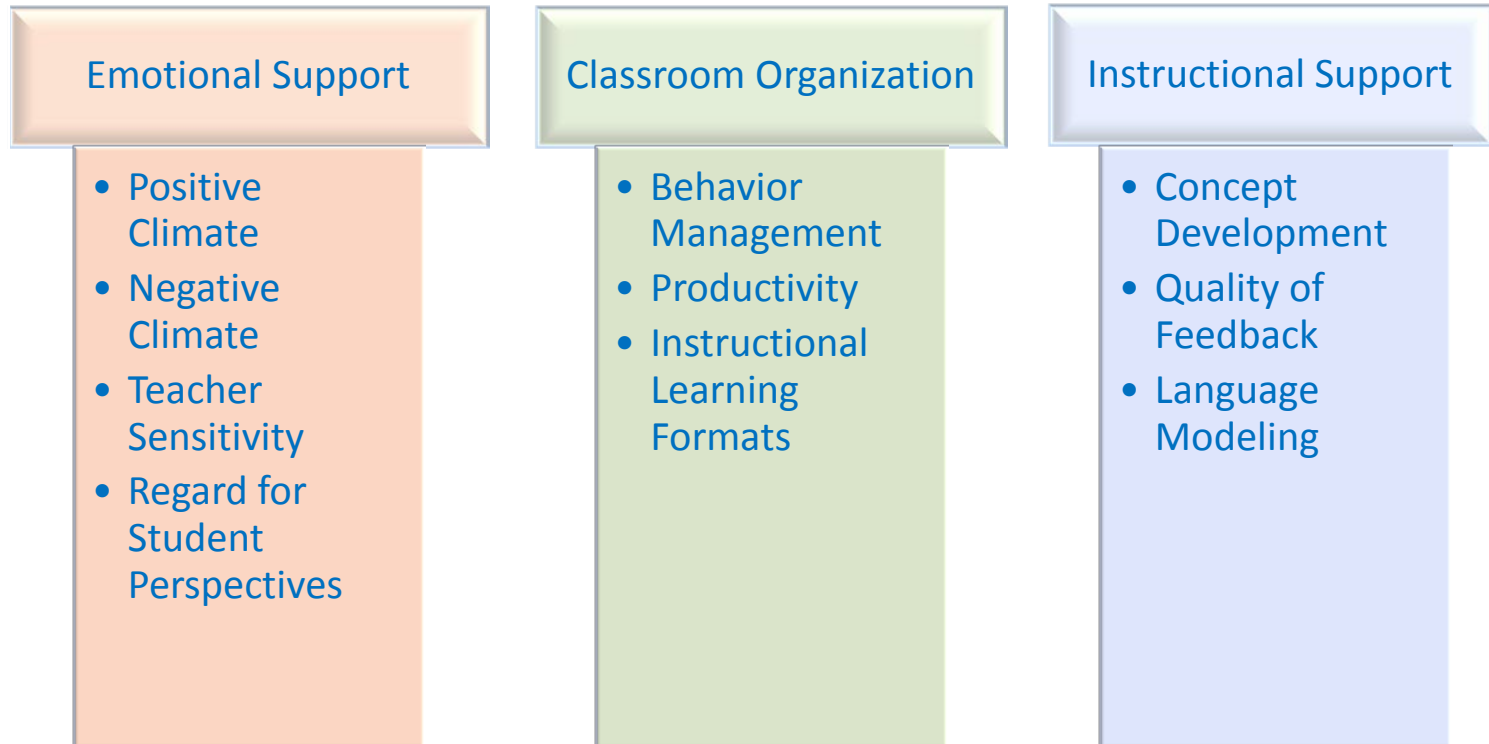 Emotional Support
• Positive
Climate
• Negative
Climate
• Teacher
Sensitivity
• Regard for
Student
Perspectives
Classroom Organization
• Behavior
Management
• Productivity
• Instructional
Learning
Formats
Instructional Support
• Concept
Development
• Quality of
Feedback
• Language
Modeling